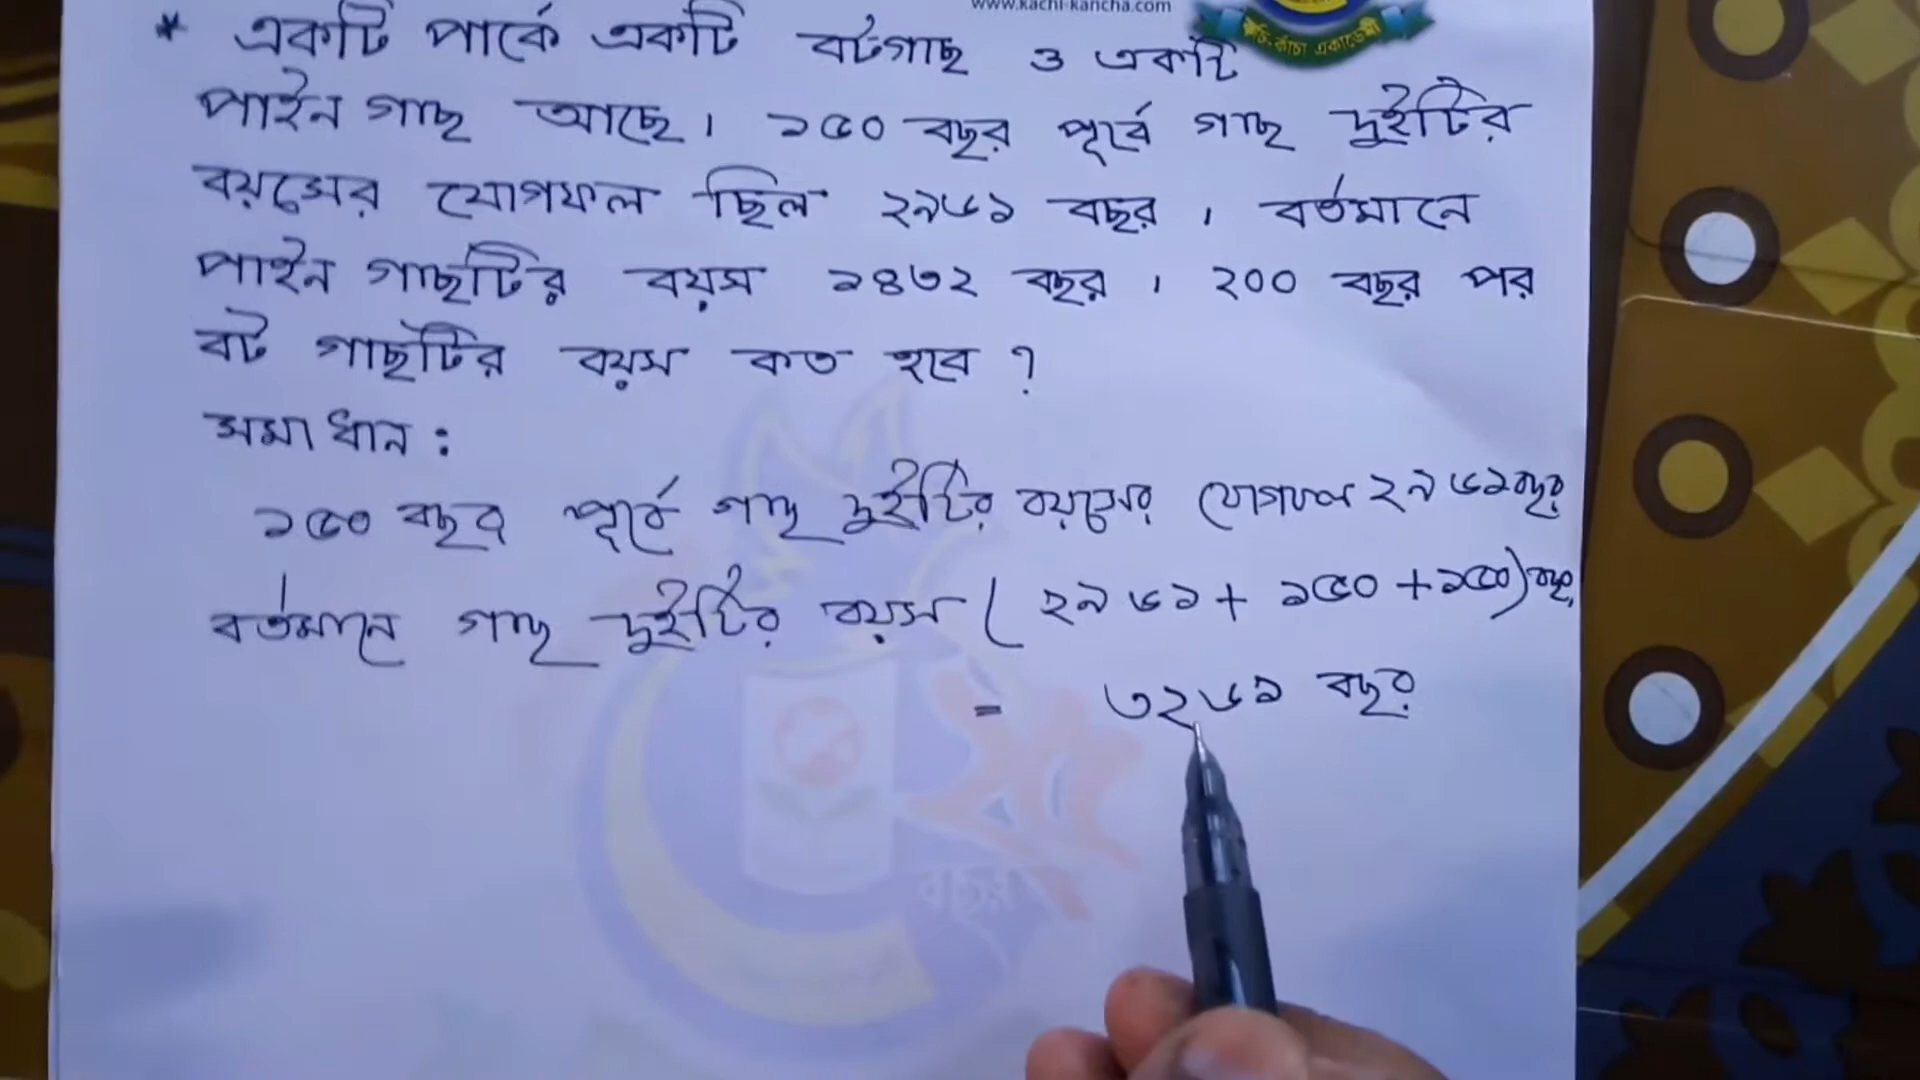 www.kachi-kancha.com
কচি-কাঁচা একাডেমী
* একটি পার্কে একটি বটগাছ ও একটি
পাইন গাছ আছে। ১৫০ বছর পূর্বে গাছ দুইটির
বয়সের যোগফল ছিল ২৯৬১ বছর। বর্তমানে
পাইন গাছটির বয়স ১৪৩২ বছর। ২০০ বছর পর
বট গাছটির বয়স কত হবে ?
সমাধান :
১৫০ বছর পূর্বে গাছ দুইটির বয়সের যোগফল ২৯৬১ বছর
বর্তমানে গাছ দুইটির বয়স ( ২৯৬১ + ১৫০ + ১৫০) বছর
= ৩২৬১ বছর
বছর